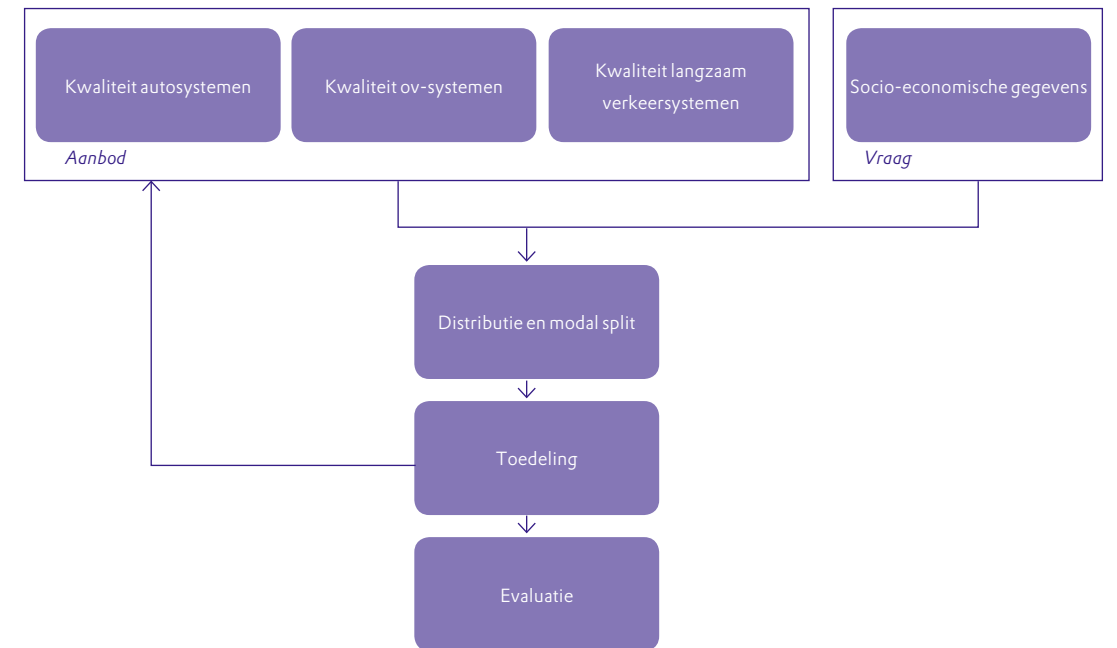 Kwaliteit autosystemen
Kwaliteit ov-systemen
Kwaliteit langzaam
verkeersystemen
Aanbod
Socio-economische gegevens
Vraag
Distributie en modal split
Toedeling
Evaluatie